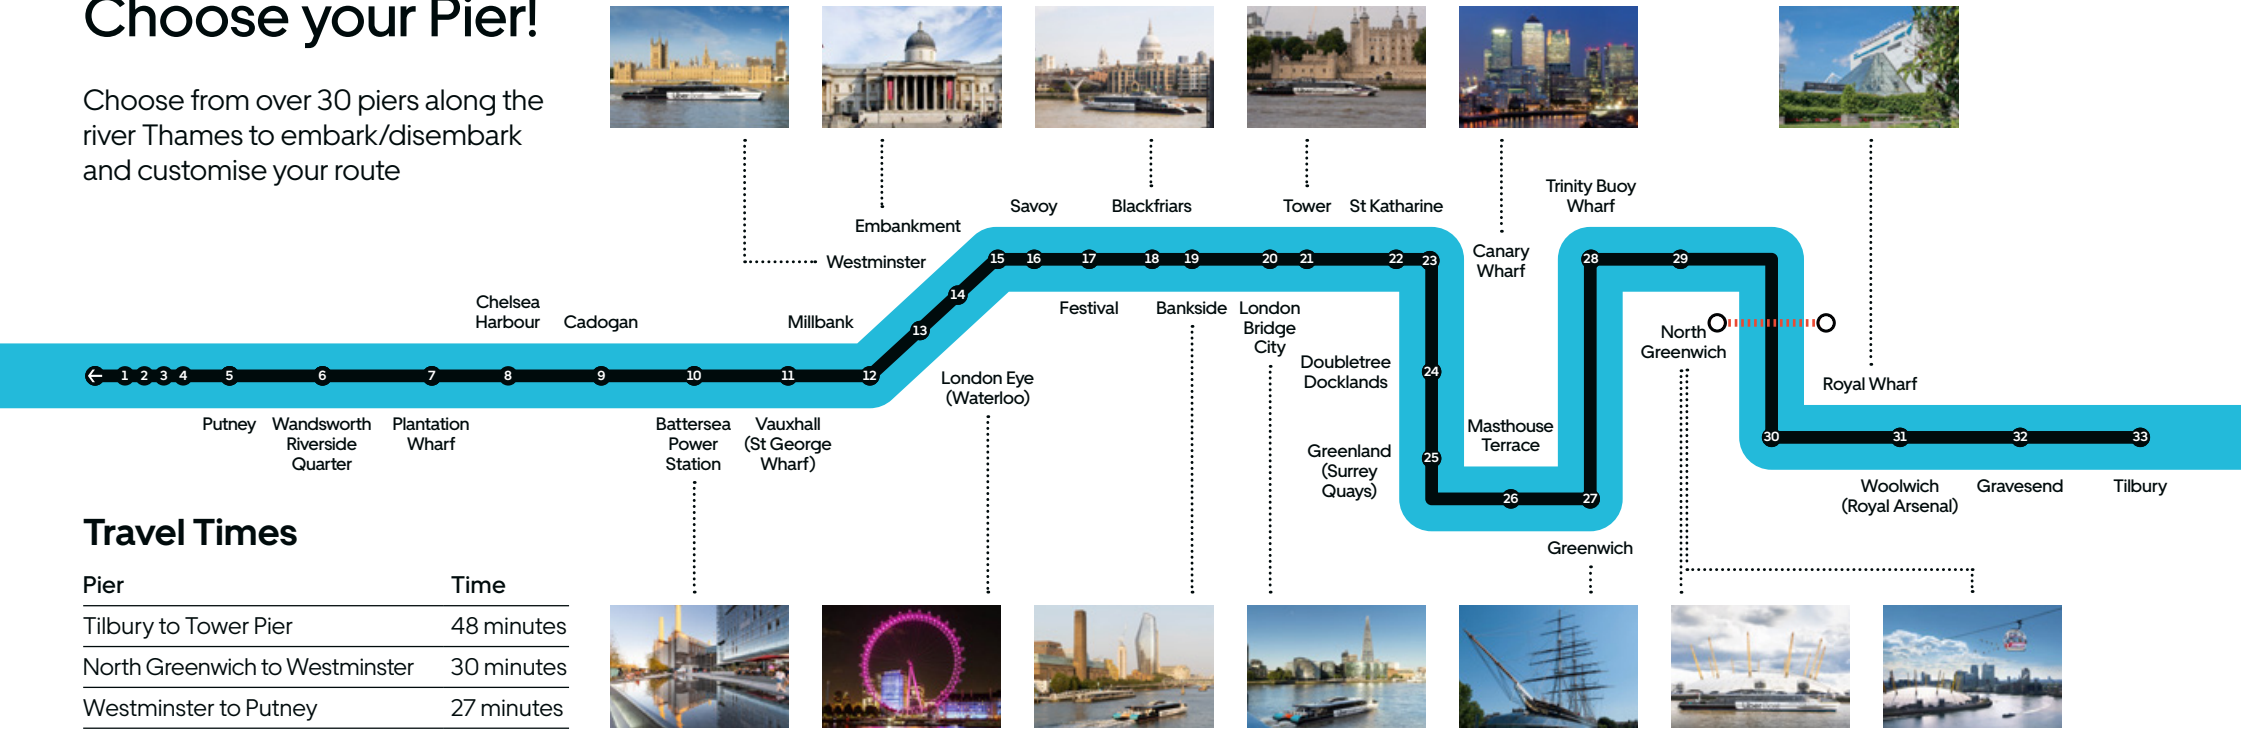 Choose your Pier!
Choose from over 30 piers along the
river Thames to embark/disembark
and customise your route
Embankment
Westminster
Savoy
Blackfriars
Tower
St Katharine
Canary
Wharf
Trinity Buoy
Wharf
Chelsea
Harbour
Cadogan
Millbank
15
16
17
18
19
20
21
22
23
28
29
14
13
Festival
Bankside
London
Bridge
City
North
Greenwich
1
2
3
4
5
6
7
8
9
10
11
12
London Eye
(Waterloo)
Doubletree
Docklands
24
Royal Wharf
Putney
Wandsworth
Riverside
Quarter
Plantation
Wharf
Battersea
Power
Station
Vauxhall
(St George
Wharf)
Greenland
(Surrey
Quays)
25
Masthouse
Terrace
26
27
30
31
32
33
Woolwich
(Royal Arsenal)
Gravesend
Tilbury
Greenwich
Travel Times
Pier Time
Tilbury to Tower Pier 48 minutes
North Greenwich to Westminster 30 minutes
Westminster to Putney 27 minutes
Uber